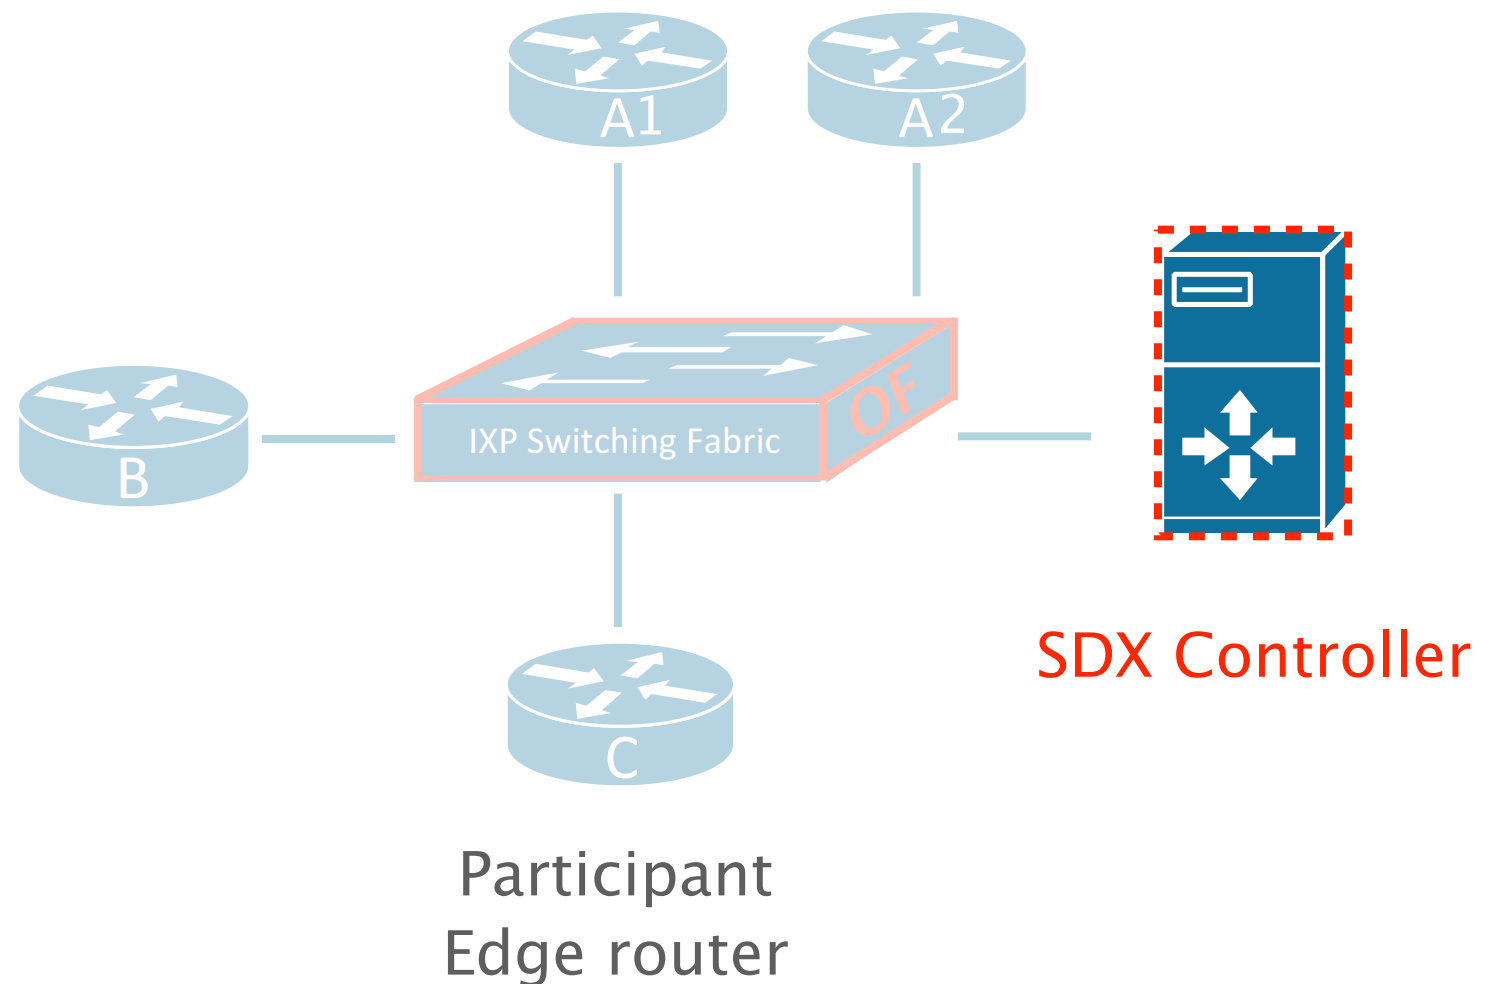 A1
A2
IXP Switching Fabric
OF
B
SDX Controller
C
Participant
Edge router